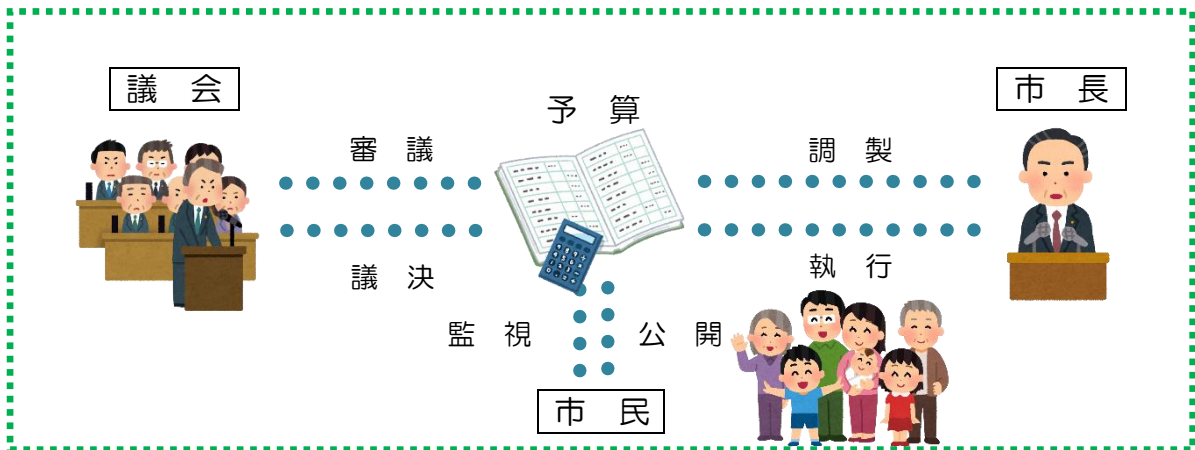 議　会
予　算
市　長
審　議
調　製
議　決
執　行
監　視
公　開
市　民